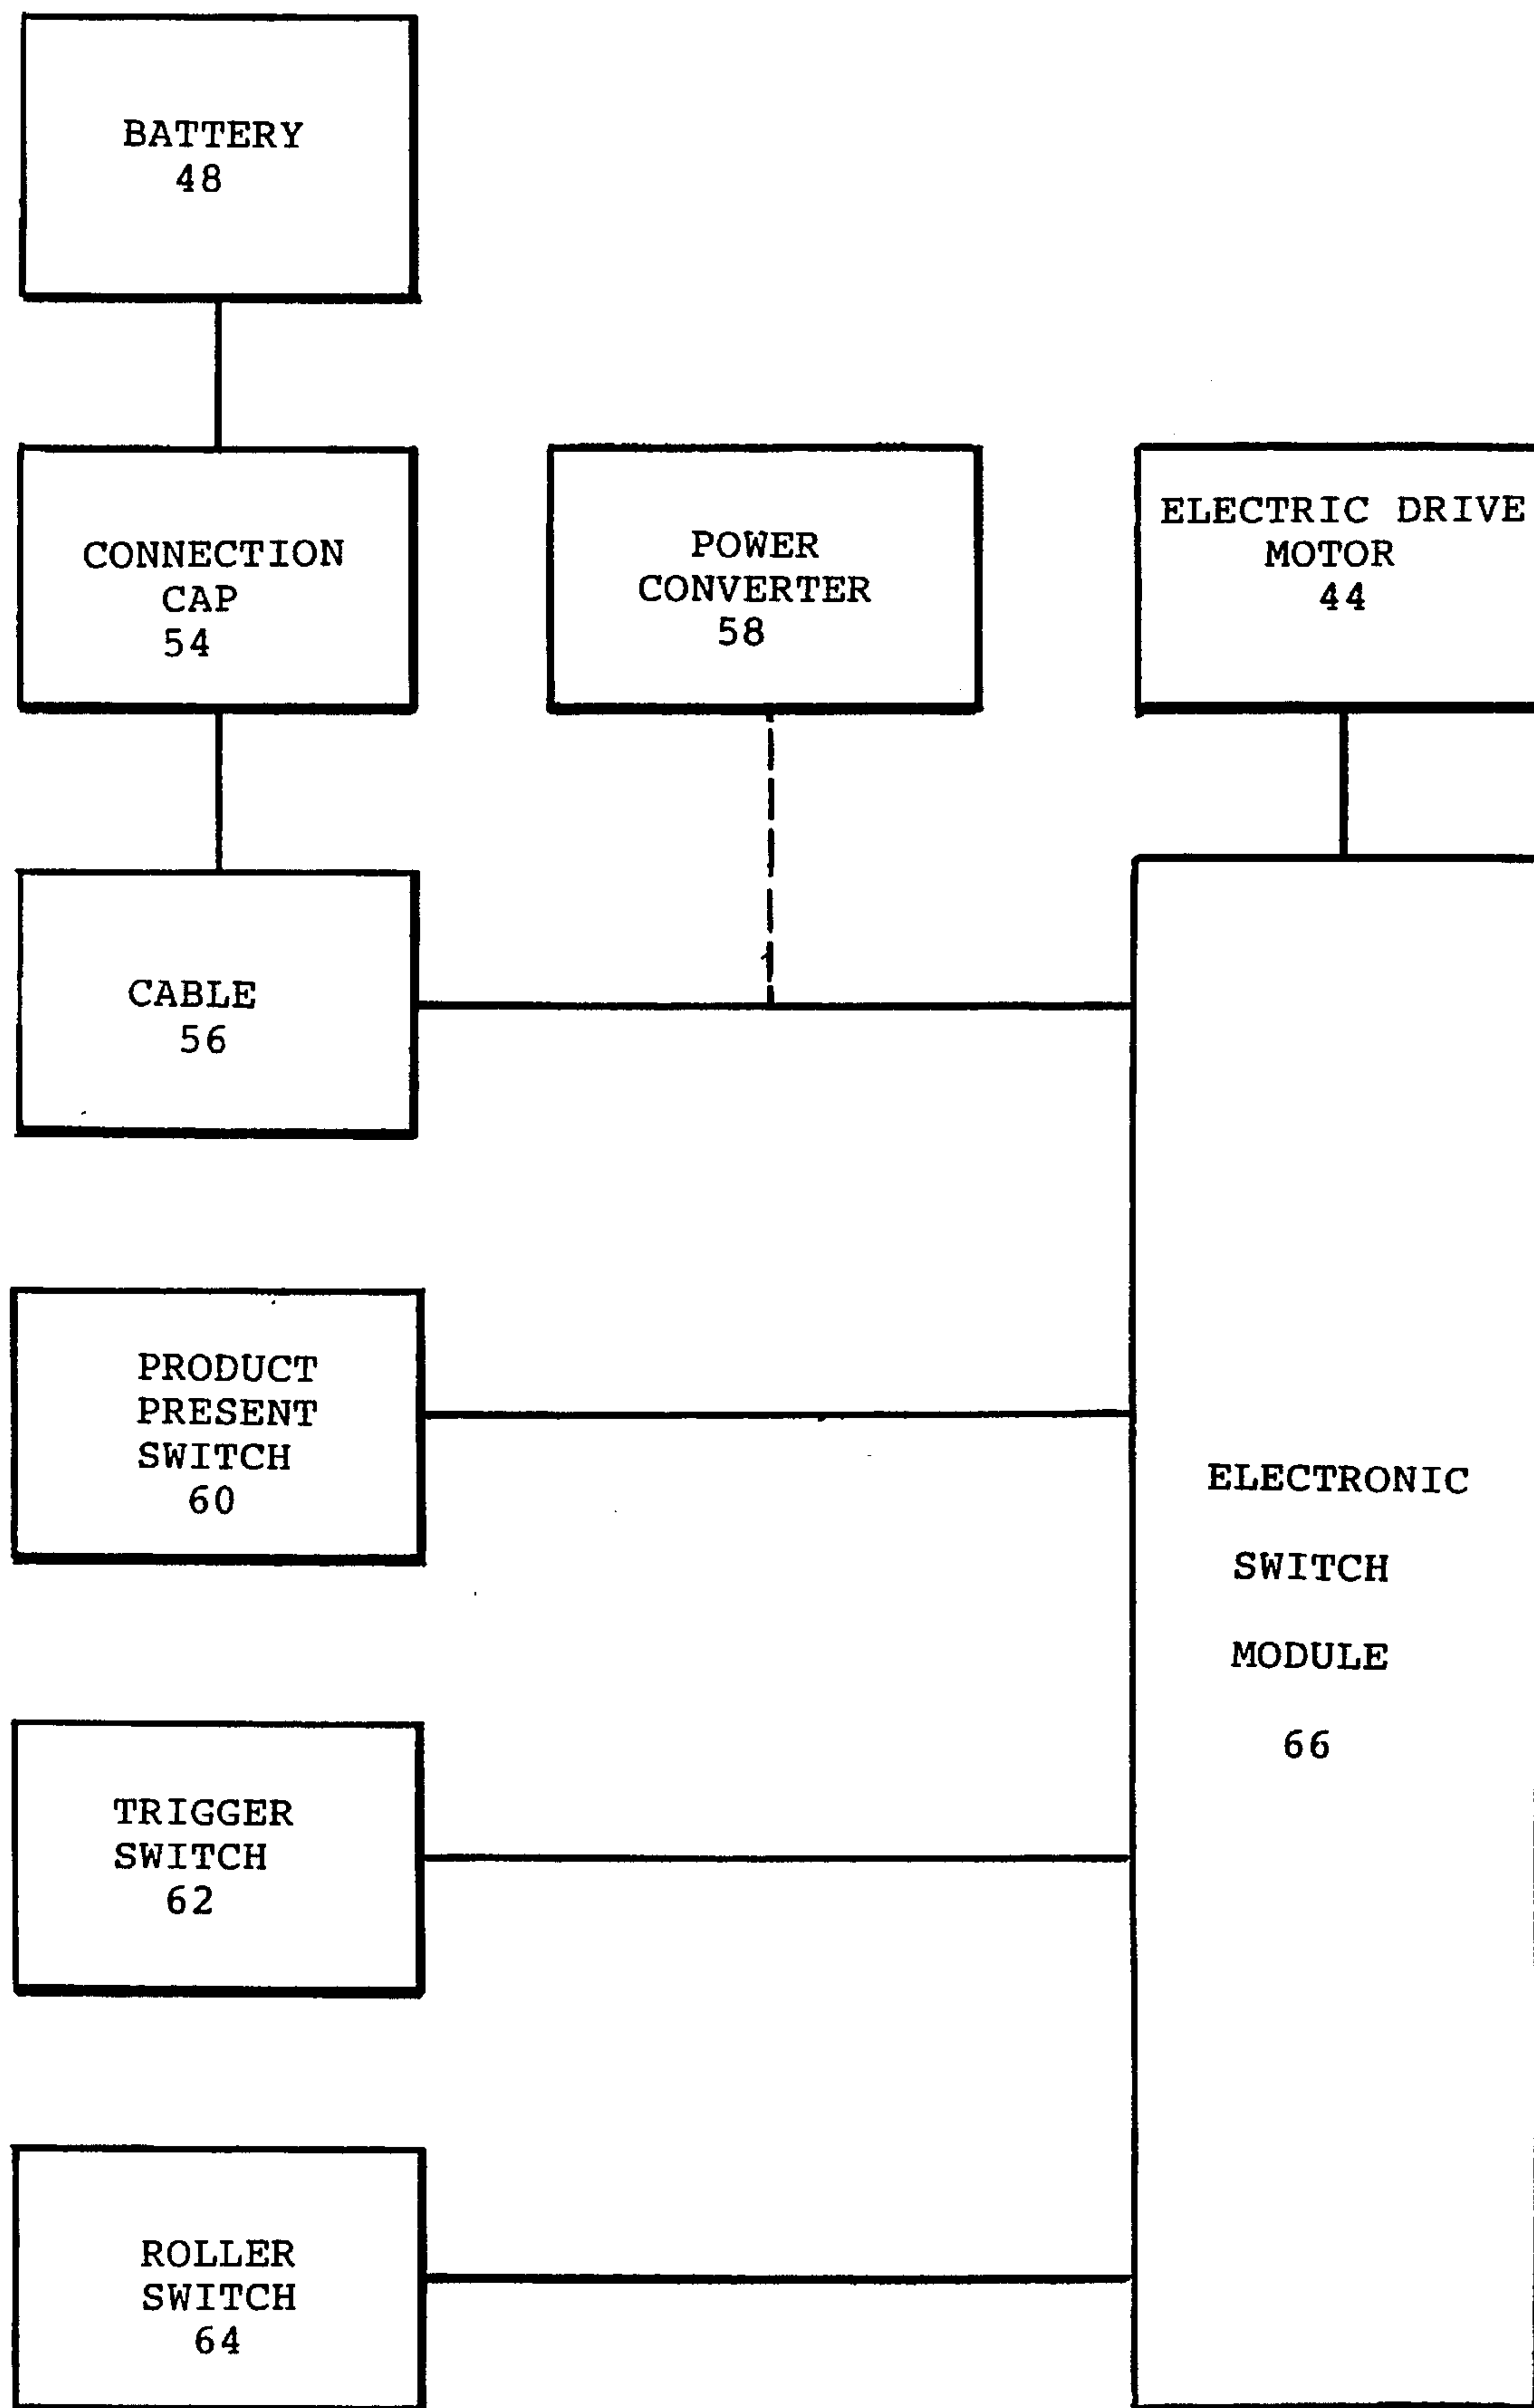 BATTERY
48
CONNECTION
CAP
54
POWER
CONVERTER
58
ELECTRIC DRIVE
MOTOR
44
CABLE
56
PRODUCT
PRESENT
SWITCH
60
ELECTRONIC
SWITCH
MODULE
66
TRIGGER
SWITCH
62
ROLLER
SWITCH
64